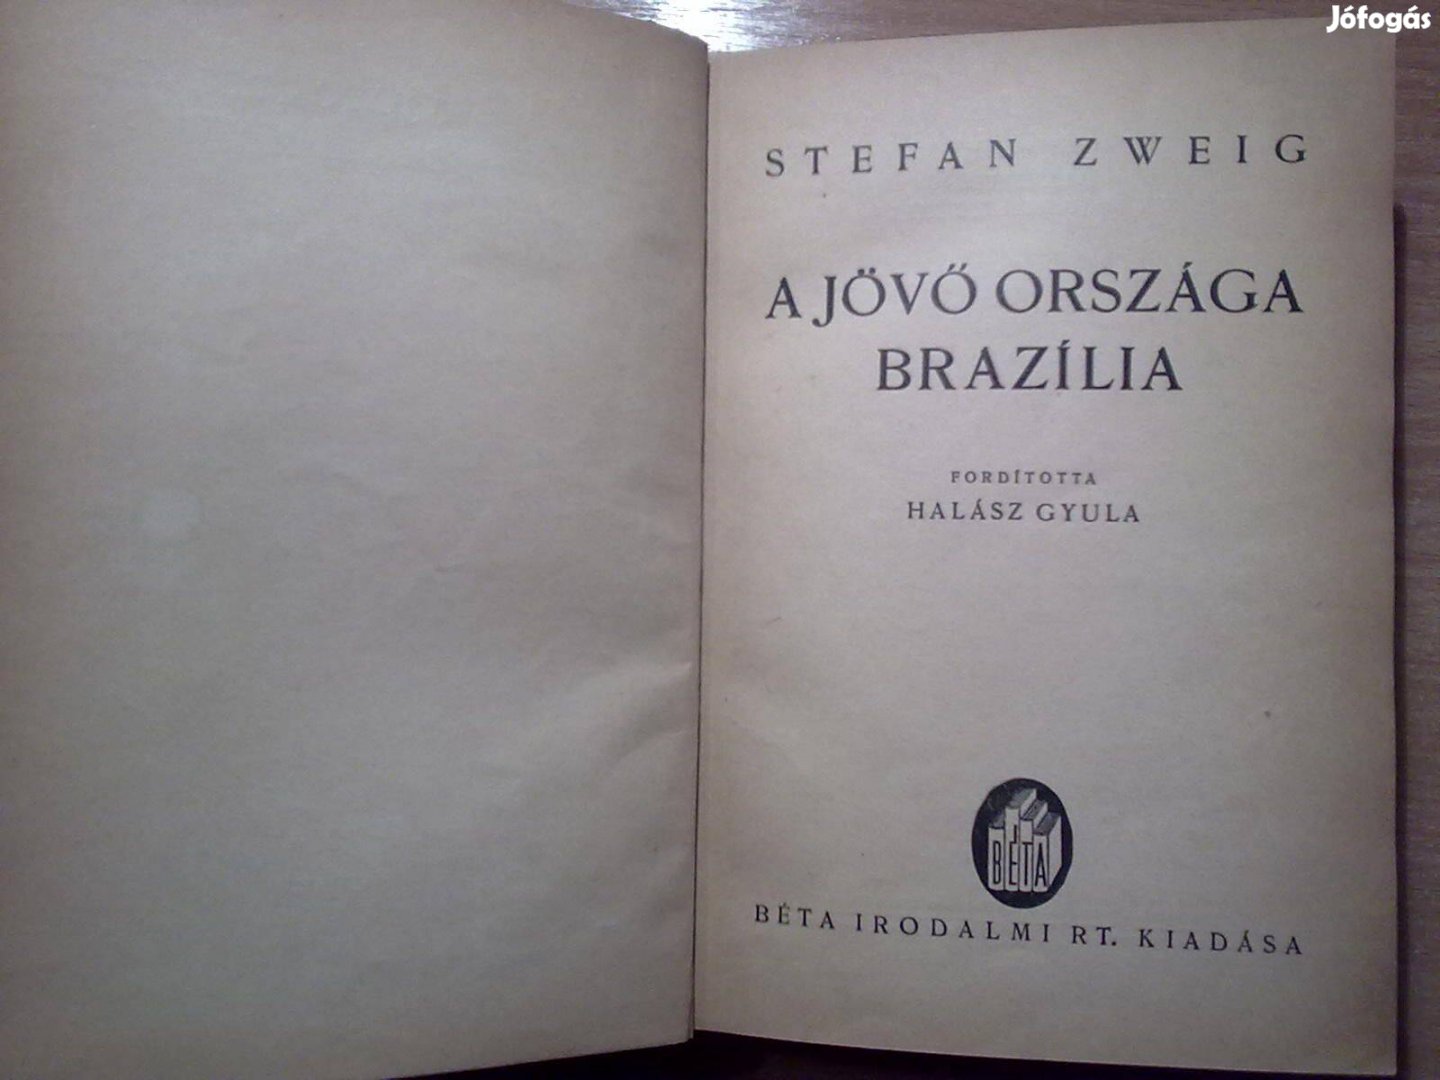 Jófogás
STEFAN ZWEIG
A JÖVŐ ORSZÁGA
BRAZÍLIA
FORDÍTOTTA
HALÁSZ GYULA
BÉTA
BÉTA IRODALMI RT. KIADÁSA